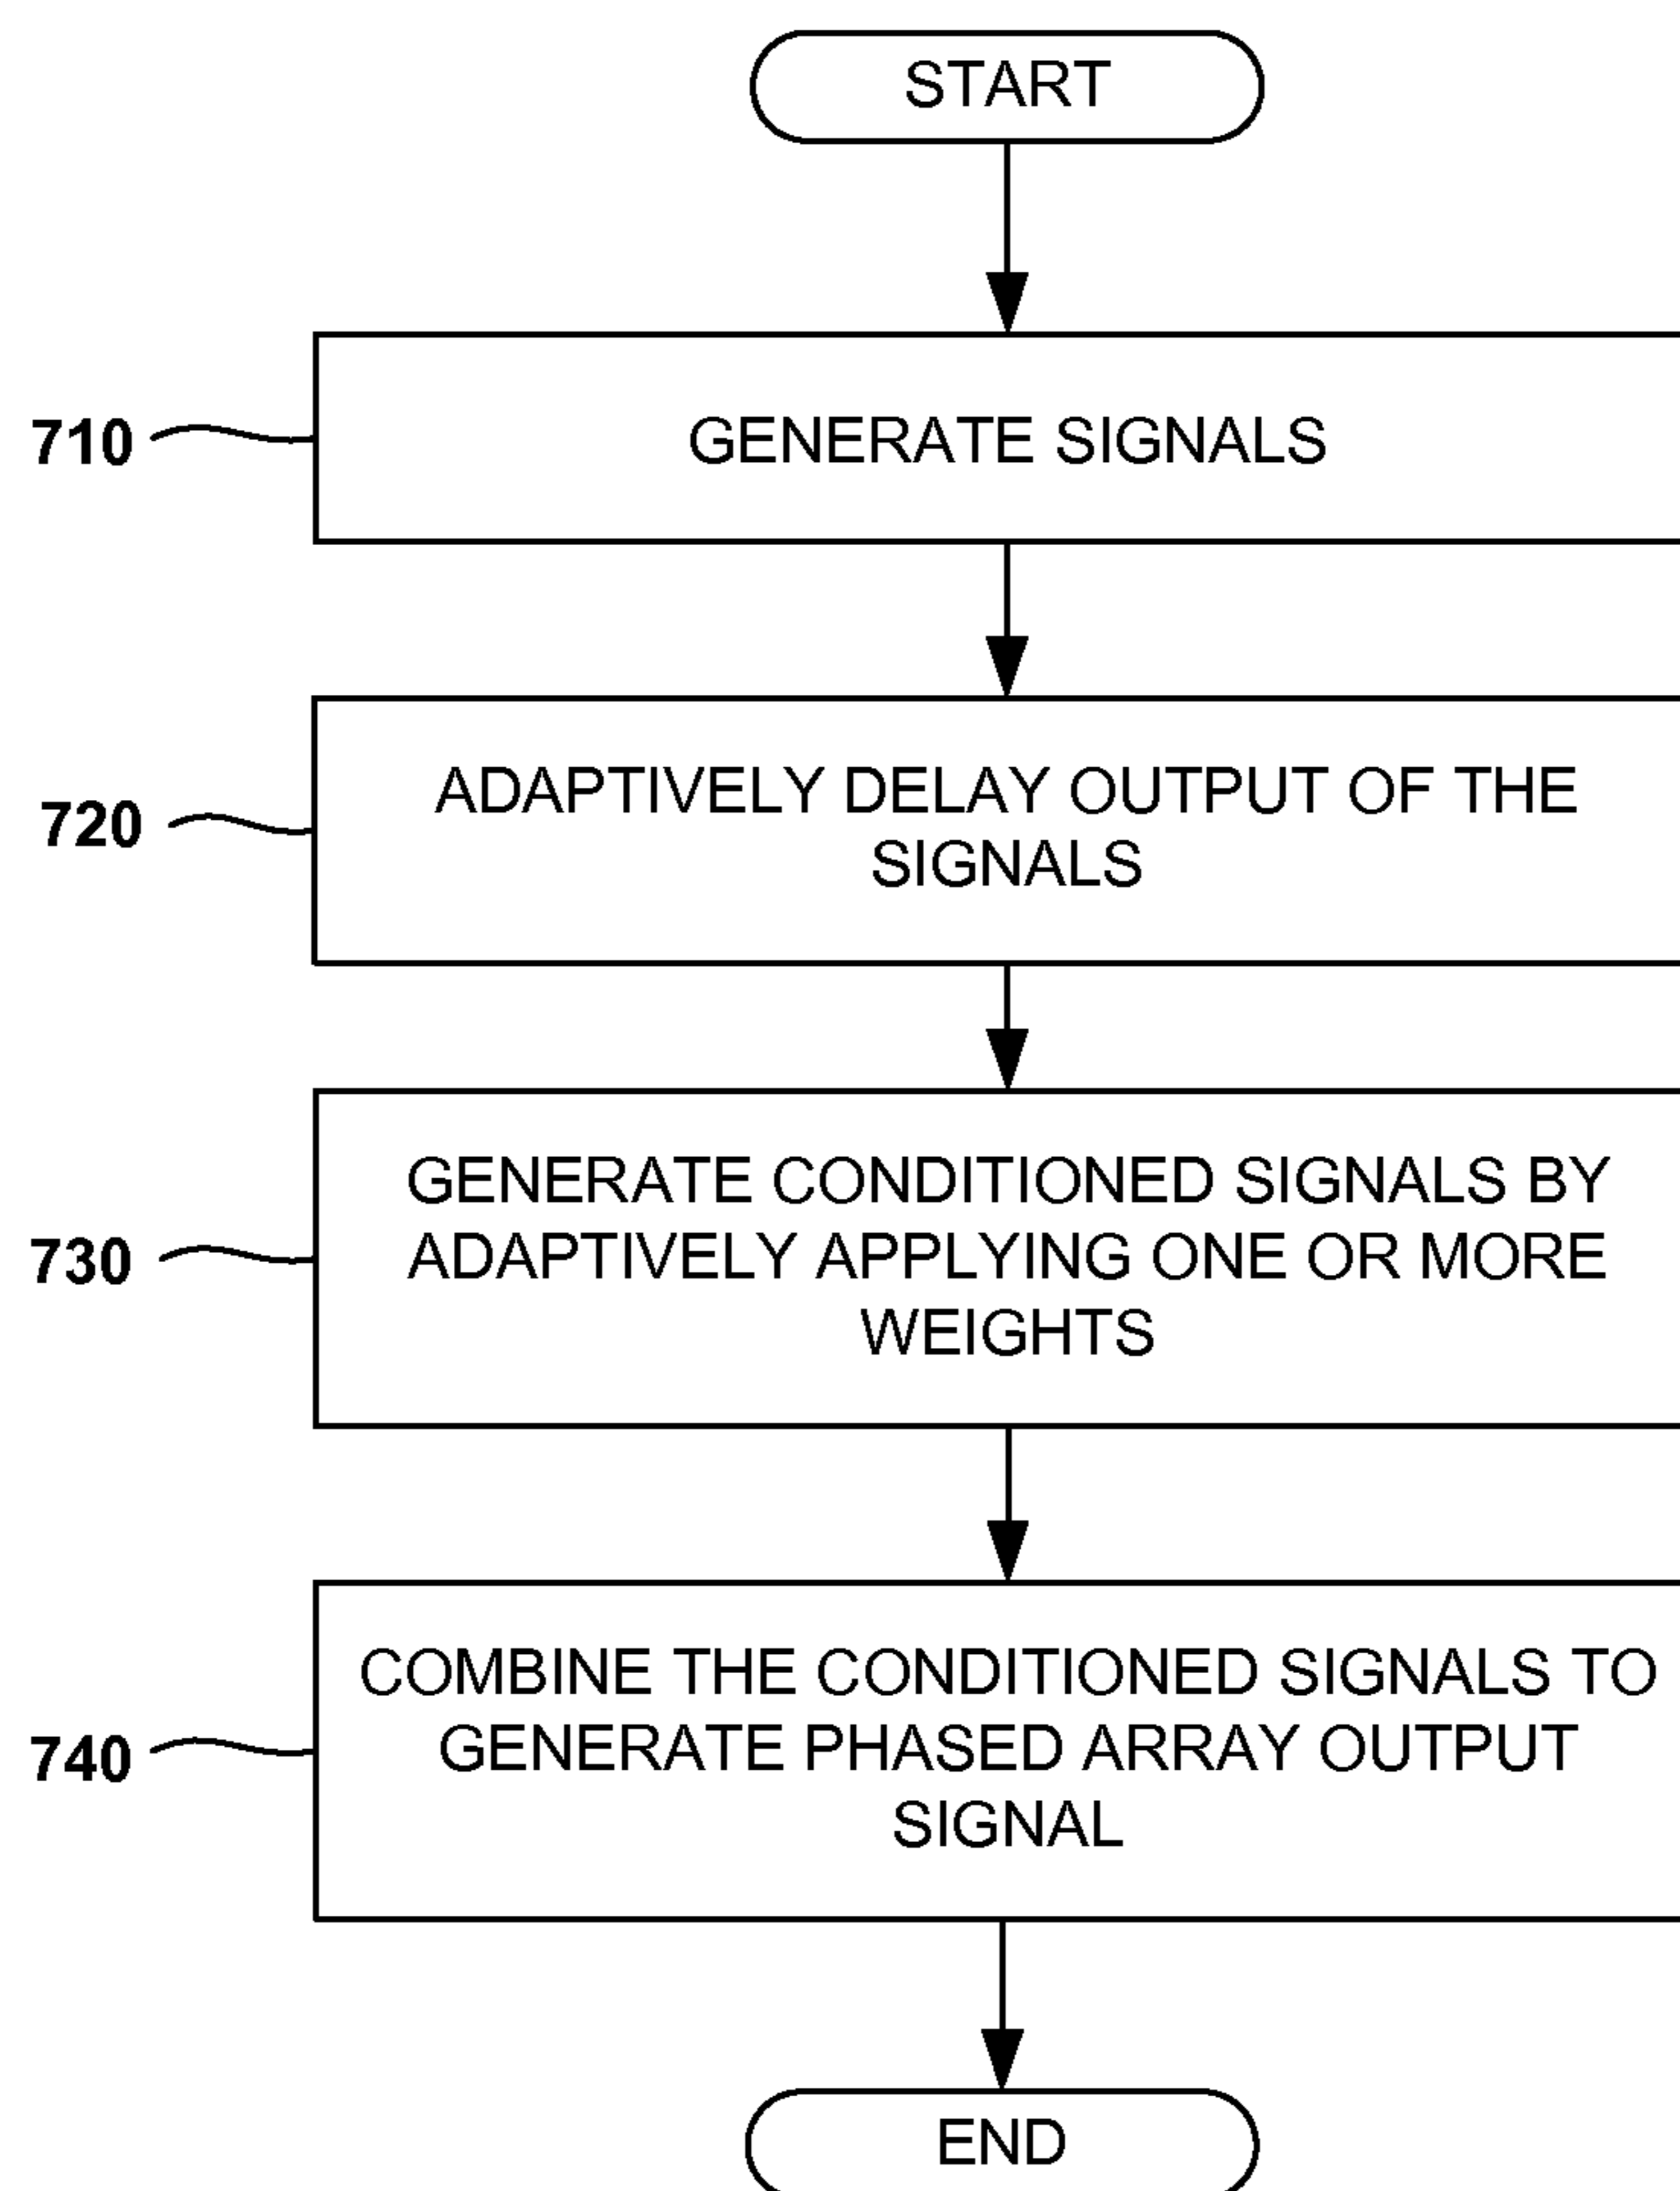 START
710
GENERATE SIGNALS
720
ADAPTIVELY DELAY OUTPUT OF THE
SIGNALS
730
GENERATE CONDITIONED SIGNALS BY
ADAPTIVELY APPLYING ONE OR MORE
WEIGHTS
740
COMBINE THE CONDITIONED SIGNALS TO
GENERATE PHASED ARRAY OUTPUT
SIGNAL
END